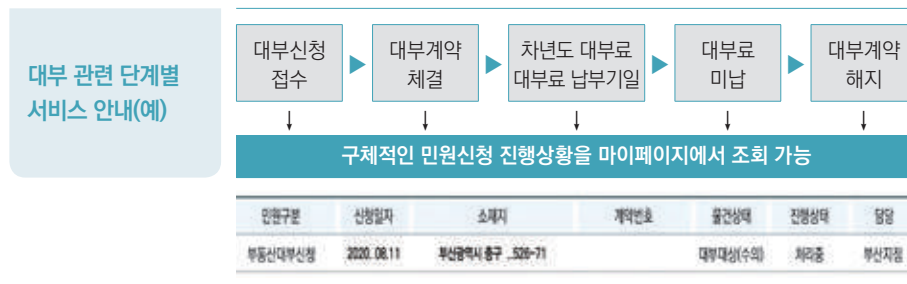 대부 관련 단계별
서비스 안내(예)
대부신청
접수
대부계약
체결
차년도 대부료
대부료 납부기일
대부료
미납
대부계약
해지
구체적인 민원신청 진행상황을 마이페이지에서 조회 가능
민원구분 신청일자 소재지 계약번호 물건상태 진행상태 담당
부동산대부신청 2020. 08.11 부산광역시 중구 ...526-71 대부대상(수의) 처리중 부산지점